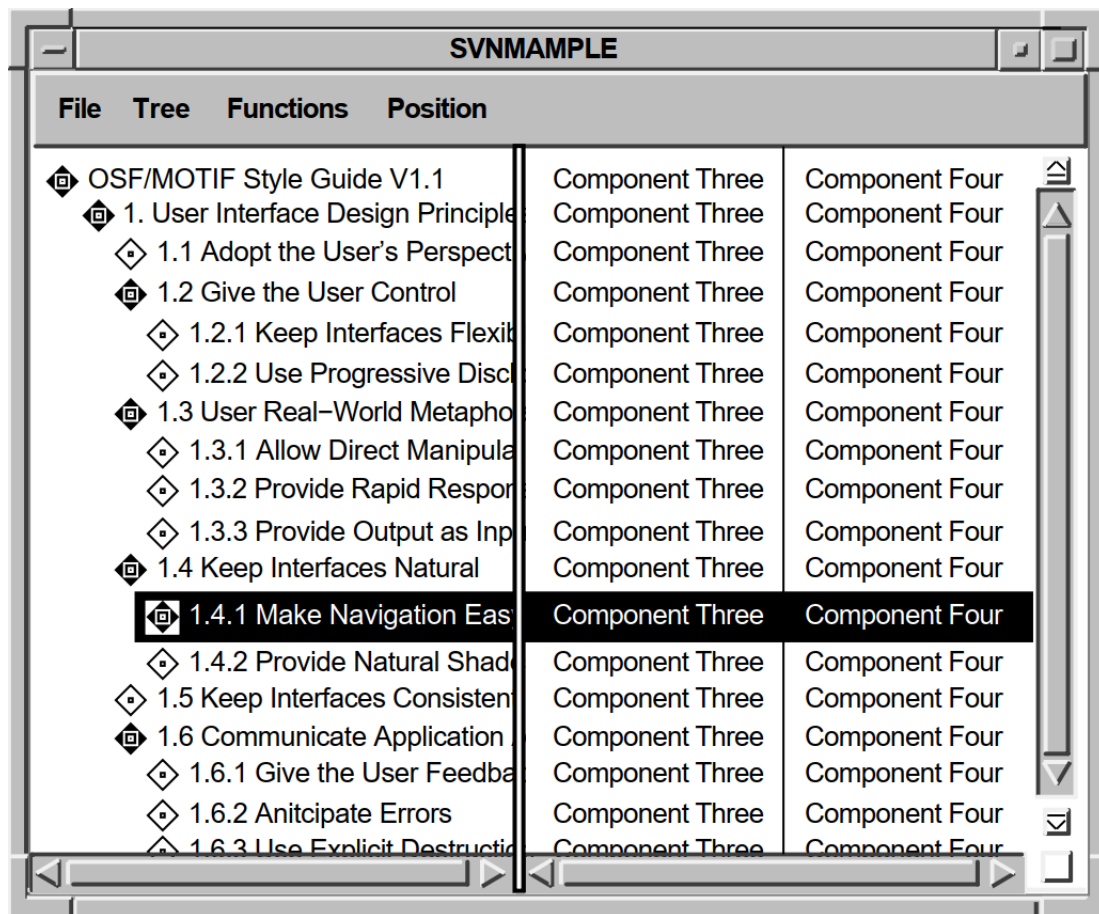 SVNMAMPLE
File Tree Functions Position
OSF/MOTIF Style Guide V1.1 Component Three Component Four
1. User Interface Design Principle Component Three Component Four
1.1 Adopt the User's Perspect Component Three Component Four
1.2 Give the User Control Component Three Component Four
1.2.1 Keep Interfaces Flexib Component Three Component Four
1.2.2 Use Progressive Discl Component Three Component Four
1.3 User Real−World Metapho Component Three Component Four
1.3.1 Allow Direct Manipula Component Three Component Four
1.3.2 Provide Rapid Respon Component Three Component Four
1.3.3 Provide Output as Inp Component Three Component Four
1.4 Keep Interfaces Natural Component Three Component Four
1.4.1 Make Navigation Easy Component Three Component Four
1.4.2 Provide Natural Shade Component Three Component Four
1.5 Keep Interfaces Consistent Component Three Component Four
1.6 Communicate Application Component Three Component Four
1.6.1 Give the User Feedba Component Three Component Four
1.6.2 Anitcipate Errors Component Three Component Four
1.6.3 Use Explicit Destructio Component Three Component Four